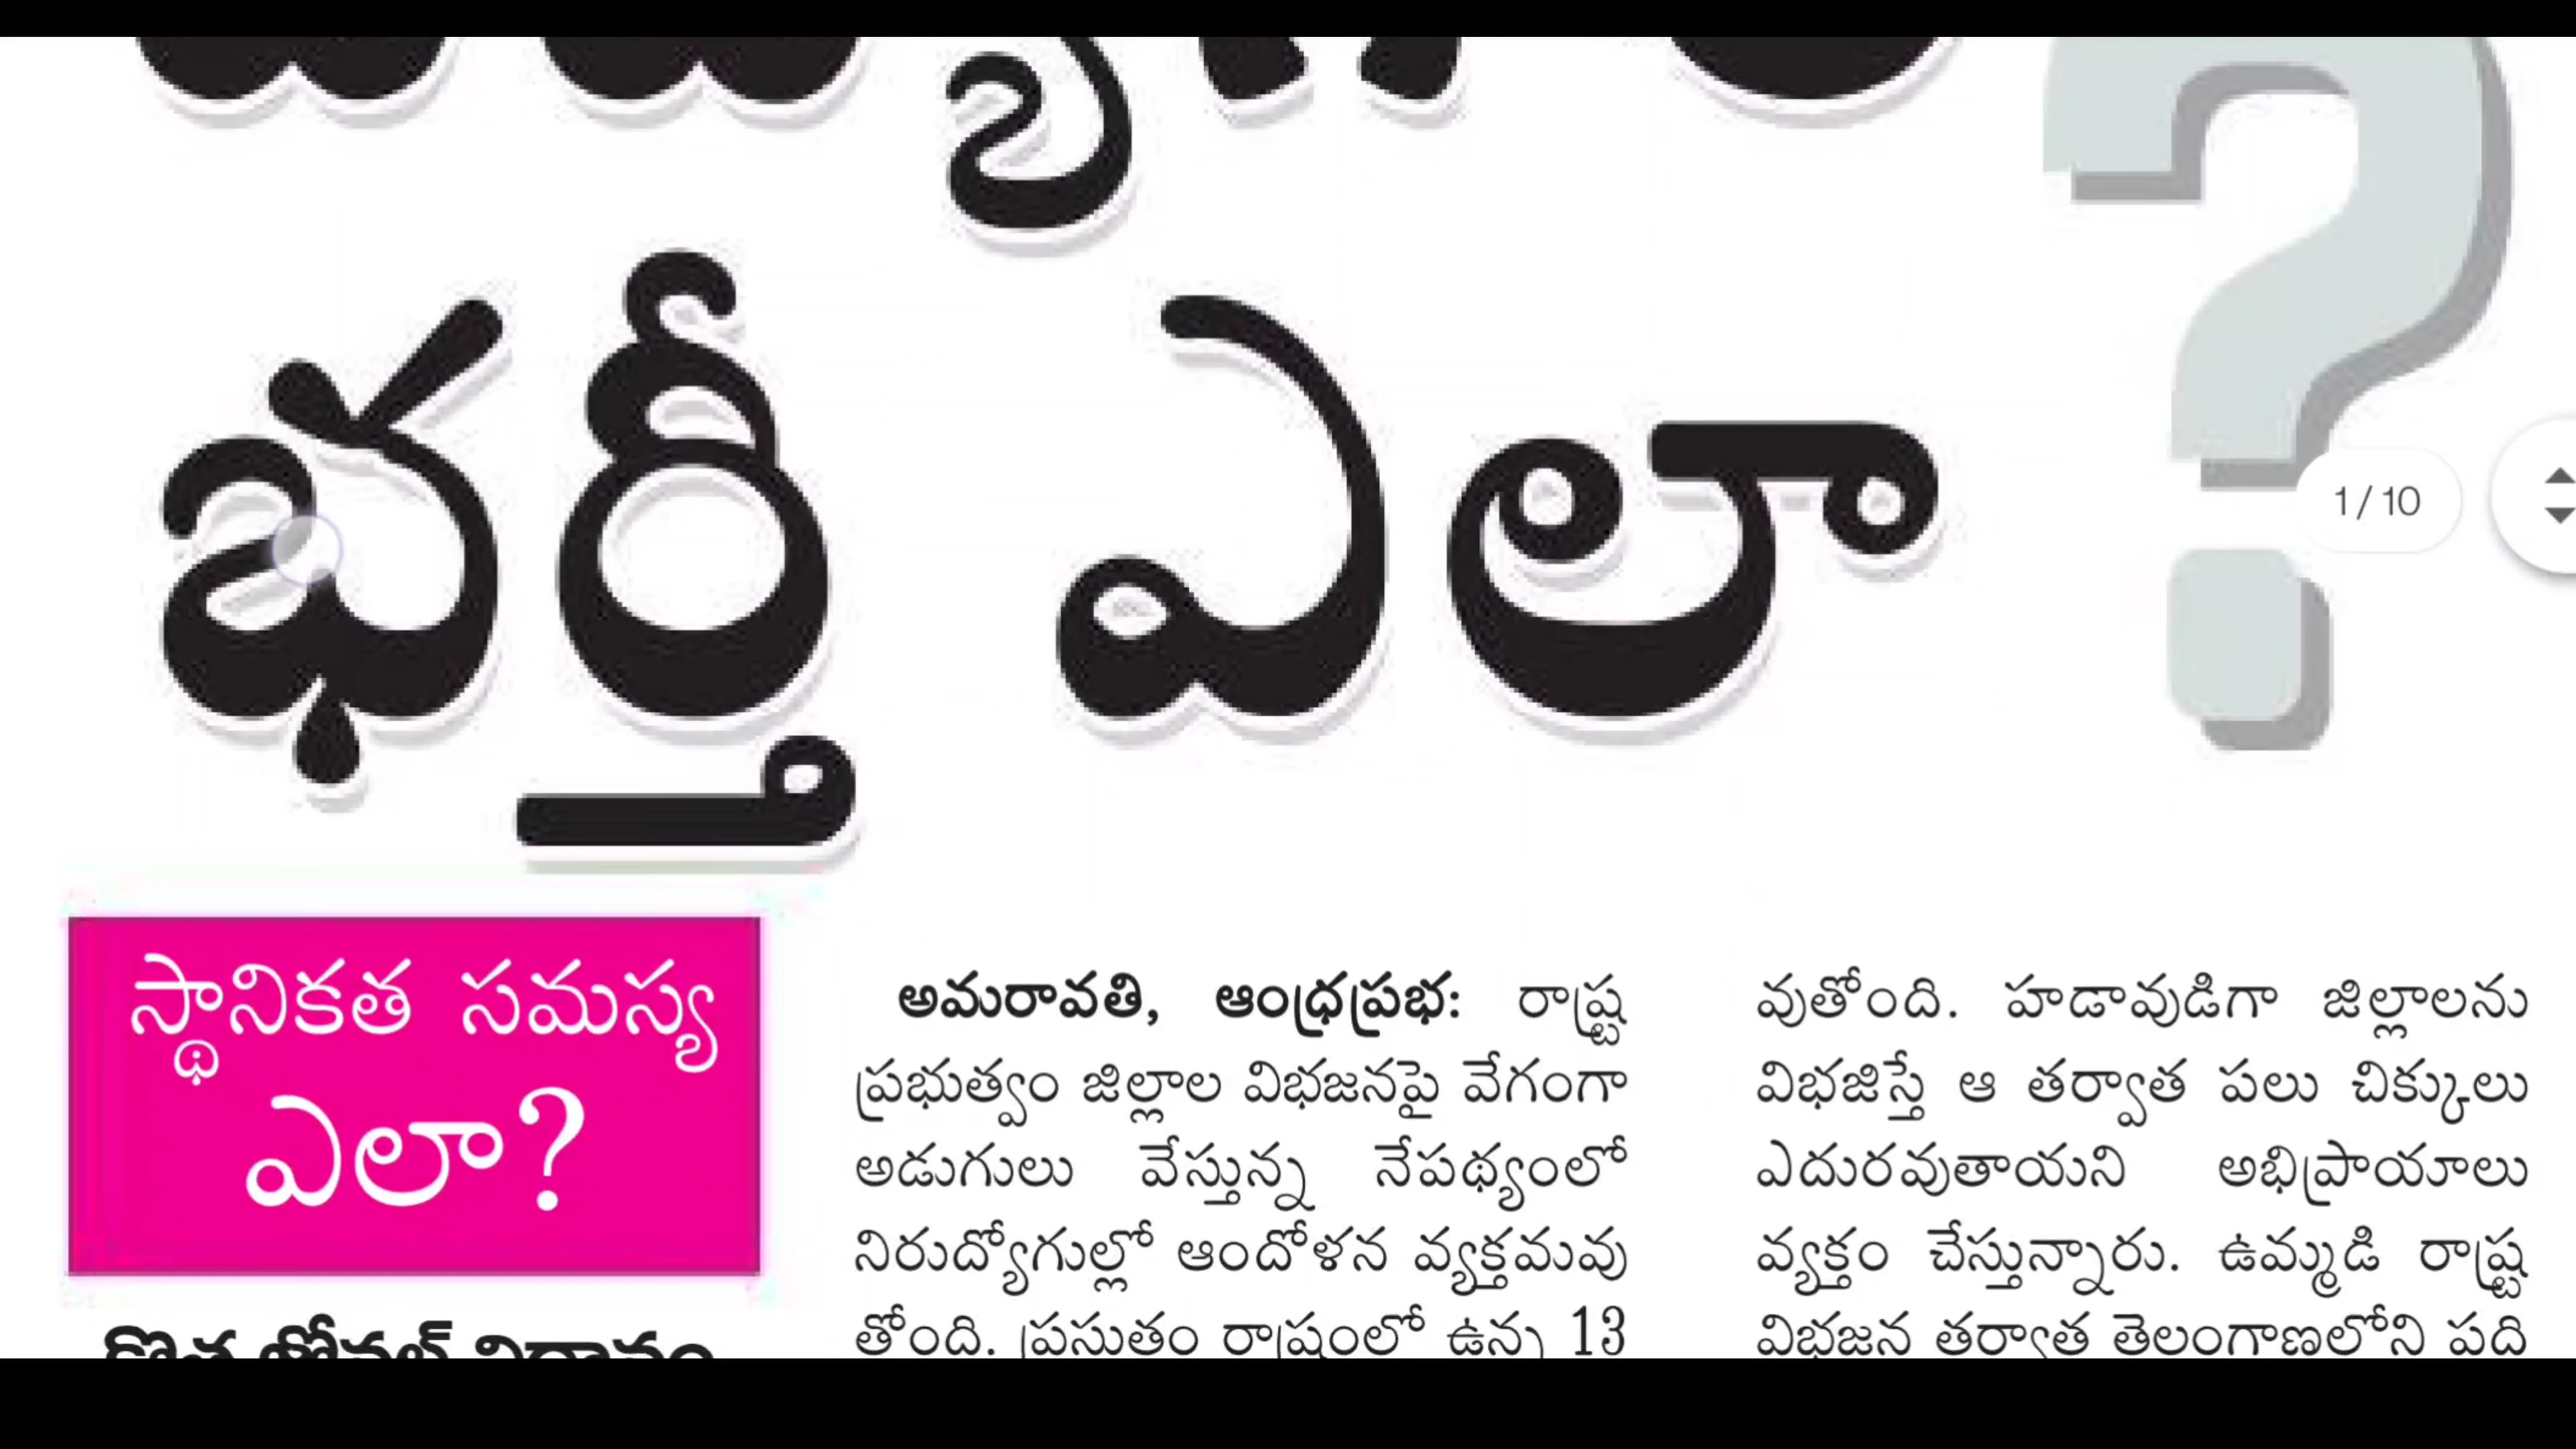 భర్తీ ఎలా ?
1 / 10
స్థానికత సమస్య
ఎలా?
అమరావతి, ఆంధ్రప్రభ: రాష్ట్ర
ప్రభుత్వం జిల్లాల విభజనపై వేగంగా
అడుగులు వేస్తున్న నేపథ్యంలో
నిరుద్యోగుల్లో ఆందోళన వ్యక్తమవు
తోంది. ప్రస్తుతం రాష్ట్రంలో ఉన్న 13
వుతోంది. హడావుడిగా జిల్లాలను
విభజిస్తే ఆ తర్వాత పలు చిక్కులు
ఎదురవుతాయని అభిప్రాయాలు
వ్యక్తం చేస్తున్నారు. ఉమ్మడి రాష్ట్ర
విభజన తర్వాత తెలంగాణలోని పది